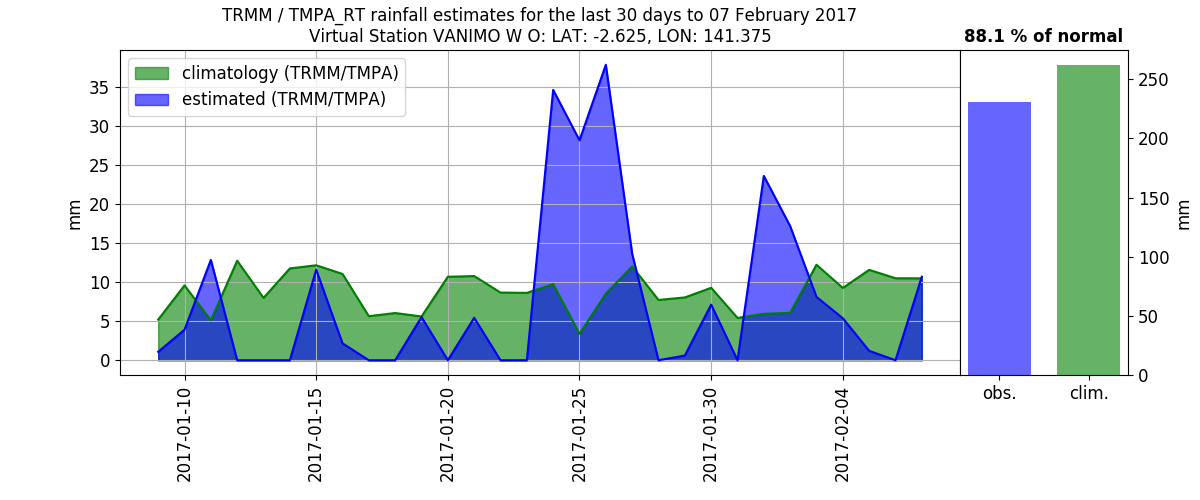 TRMM / TMPA_RT rainfall estimates for the last 30 days to 07 February 2017
Virtual Station VANIMO W O: LAT: -2.625, LON: 141.375
88.1 % of normal
climatology (TRMM/TMPA)
estimated (TRMM/TMPA)
mm
35
30
25
20
15
10
5
0
2017-01-10
2017-01-15
2017-01-20
2017-01-25
2017-01-30
2017-02-04
250
200
150
100
50
0
mm
obs.
clim.